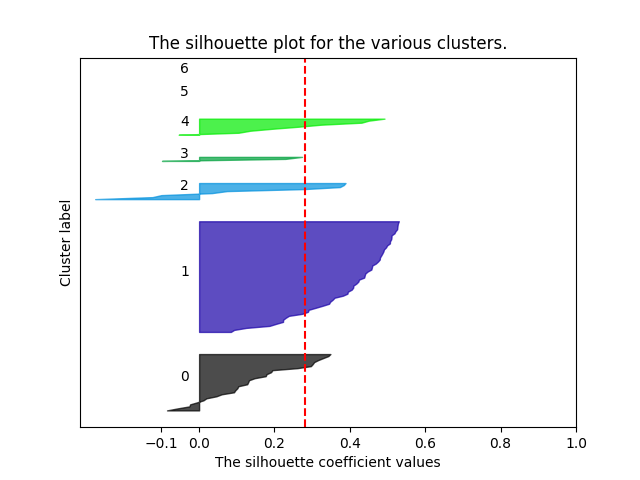 The silhouette plot for the various clusters.
6
5
4
3
2
1
0
Cluster label
−0.1 0.0 0.2 0.4 0.6 0.8 1.0
The silhouette coefficient values